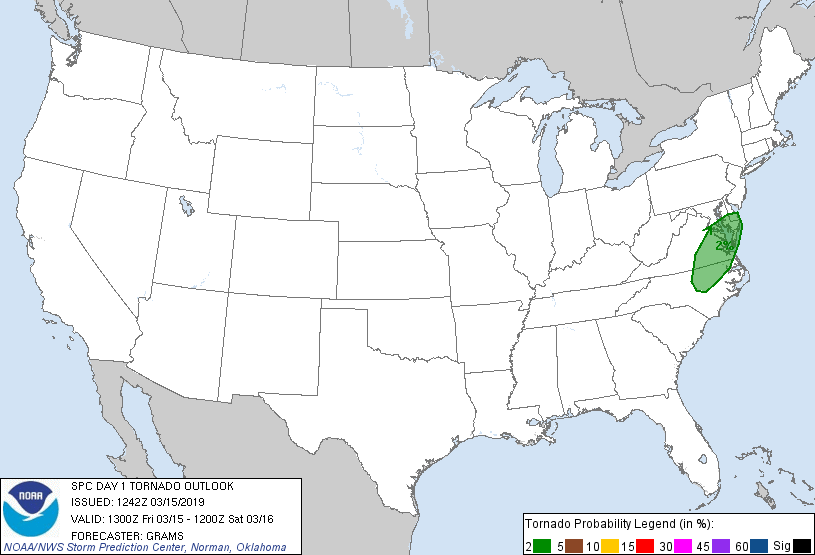 2%
SPC DAY 1 TORNADO OUTLOOK
ISSUED: 1242Z 03/15/2019
VALID: 1300Z Fri 03/15 - 1200Z Sat 03/16
FORECASTER: GRAMS
NOAA/NWS Storm Prediction Center, Norman, Oklahoma
NOAA
Tornado Probability Legend (in %):
2 5 10 15 30 45 60 Sig